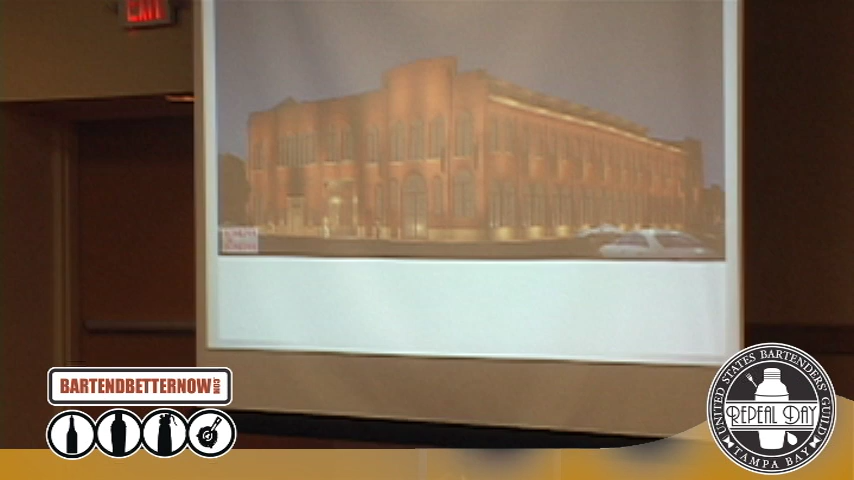 EXIT
BARTENDBETTERNOW.COM
UNITED STATES BARTENDERS' GUILD
REPEAL DAY
TAMPA BAY